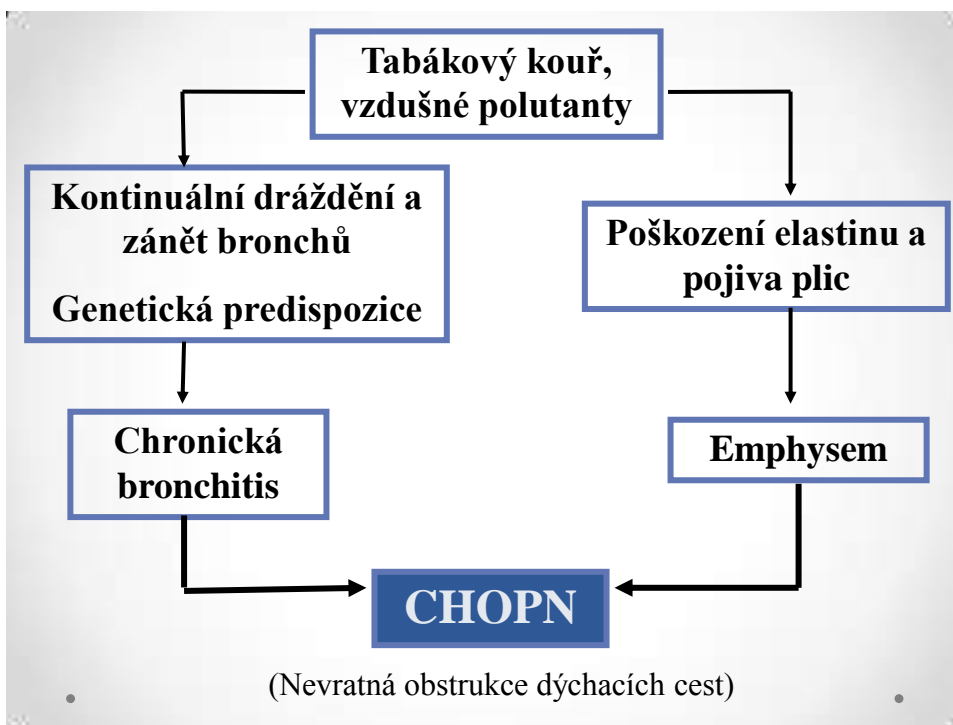 Tabákový kouř,
vzdušné polutanty
Kontinuální dráždění a
zánět bronchů
Genetická predispozice
Poškození elastinu a
pojiva plic
Chronická
bronchitis
Emphysem
CHOPN
(Nevratná obstrukce dýchacích cest)